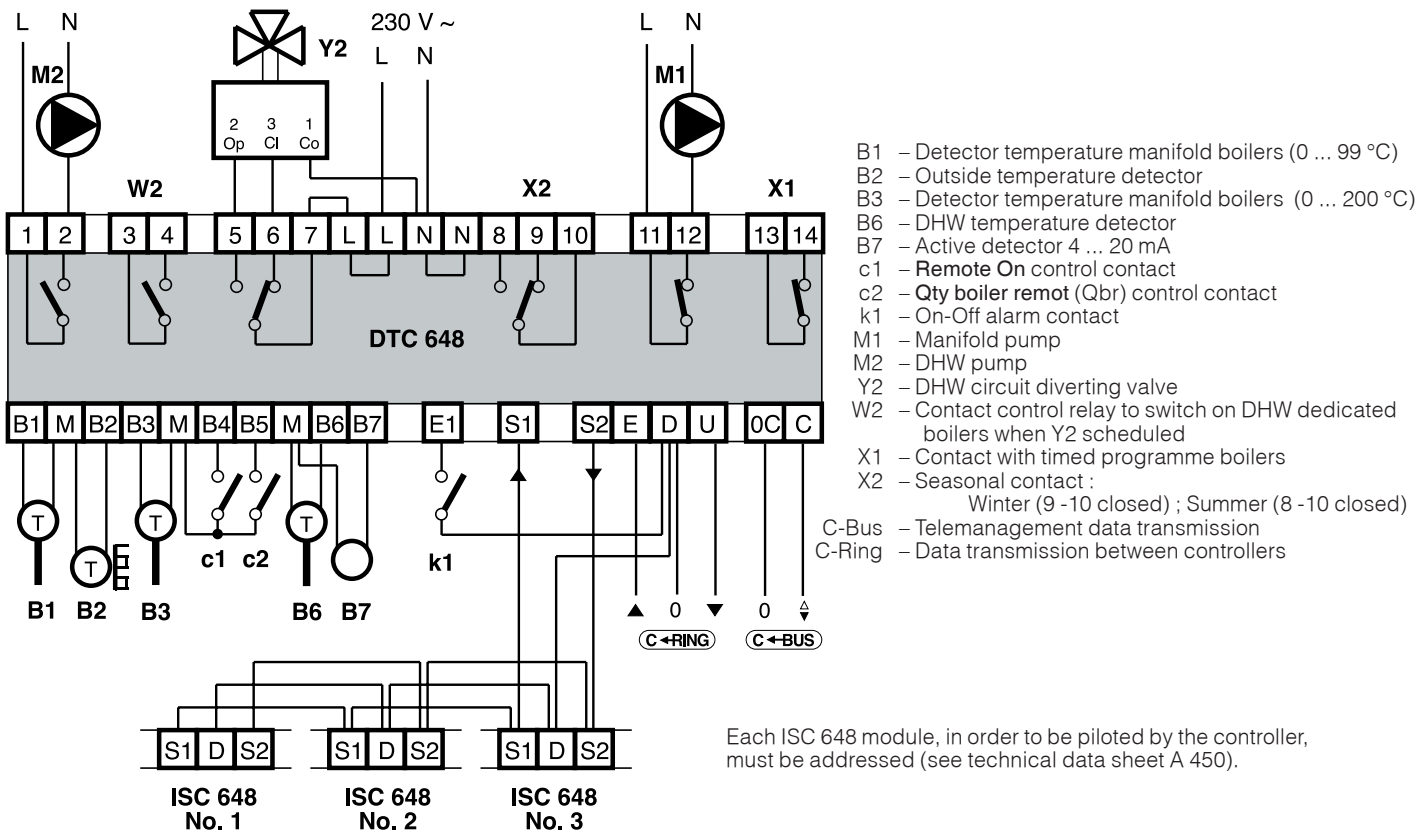 L N
230 V ~
L N
Y2
L N
M2
M1
2 3 1
Op Cl Co
W2
X2
X1
1 2 3 4 5 6 7 L L N N 8 9 10 11 12 13 14
DTC 648
B1 M B2 B3 M B4 B5 M B6 B7 E1 S1 S2 E D U 0C C
T
T
T
T
c1 c2
k1
B1 B2 B3 B6 B7
0
0
C RING
C BUS
S1 D S2
S1 D S2
S1 D S2
ISC 648
No. 1
ISC 648
No. 2
ISC 648
No. 3
B1 – Detector temperature manifold boilers (0 ... 99 °C)
B2 – Outside temperature detector
B3 – Detector temperature manifold boilers (0 ... 200 °C)
B6 – DHW temperature detector
B7 – Active detector 4 ... 20 mA
c1 – Remote On control contact
c2 – Qty boiler remot (Qbr) control contact
k1 – On-Off alarm contact
M1 – Manifold pump
M2 – DHW pump
Y2 – DHW circuit diverting valve
W2 – Contact control relay to switch on DHW dedicated
boilers when Y2 scheduled
X1 – Contact with timed programme boilers
X2 – Seasonal contact :
Winter (9 -10 closed) ; Summer (8 -10 closed)
C-Bus – Telemanagement data transmission
C-Ring – Data transmission between controllers
Each ISC 648 module, in order to be piloted by the controller,
must be addressed (see technical data sheet A 450).